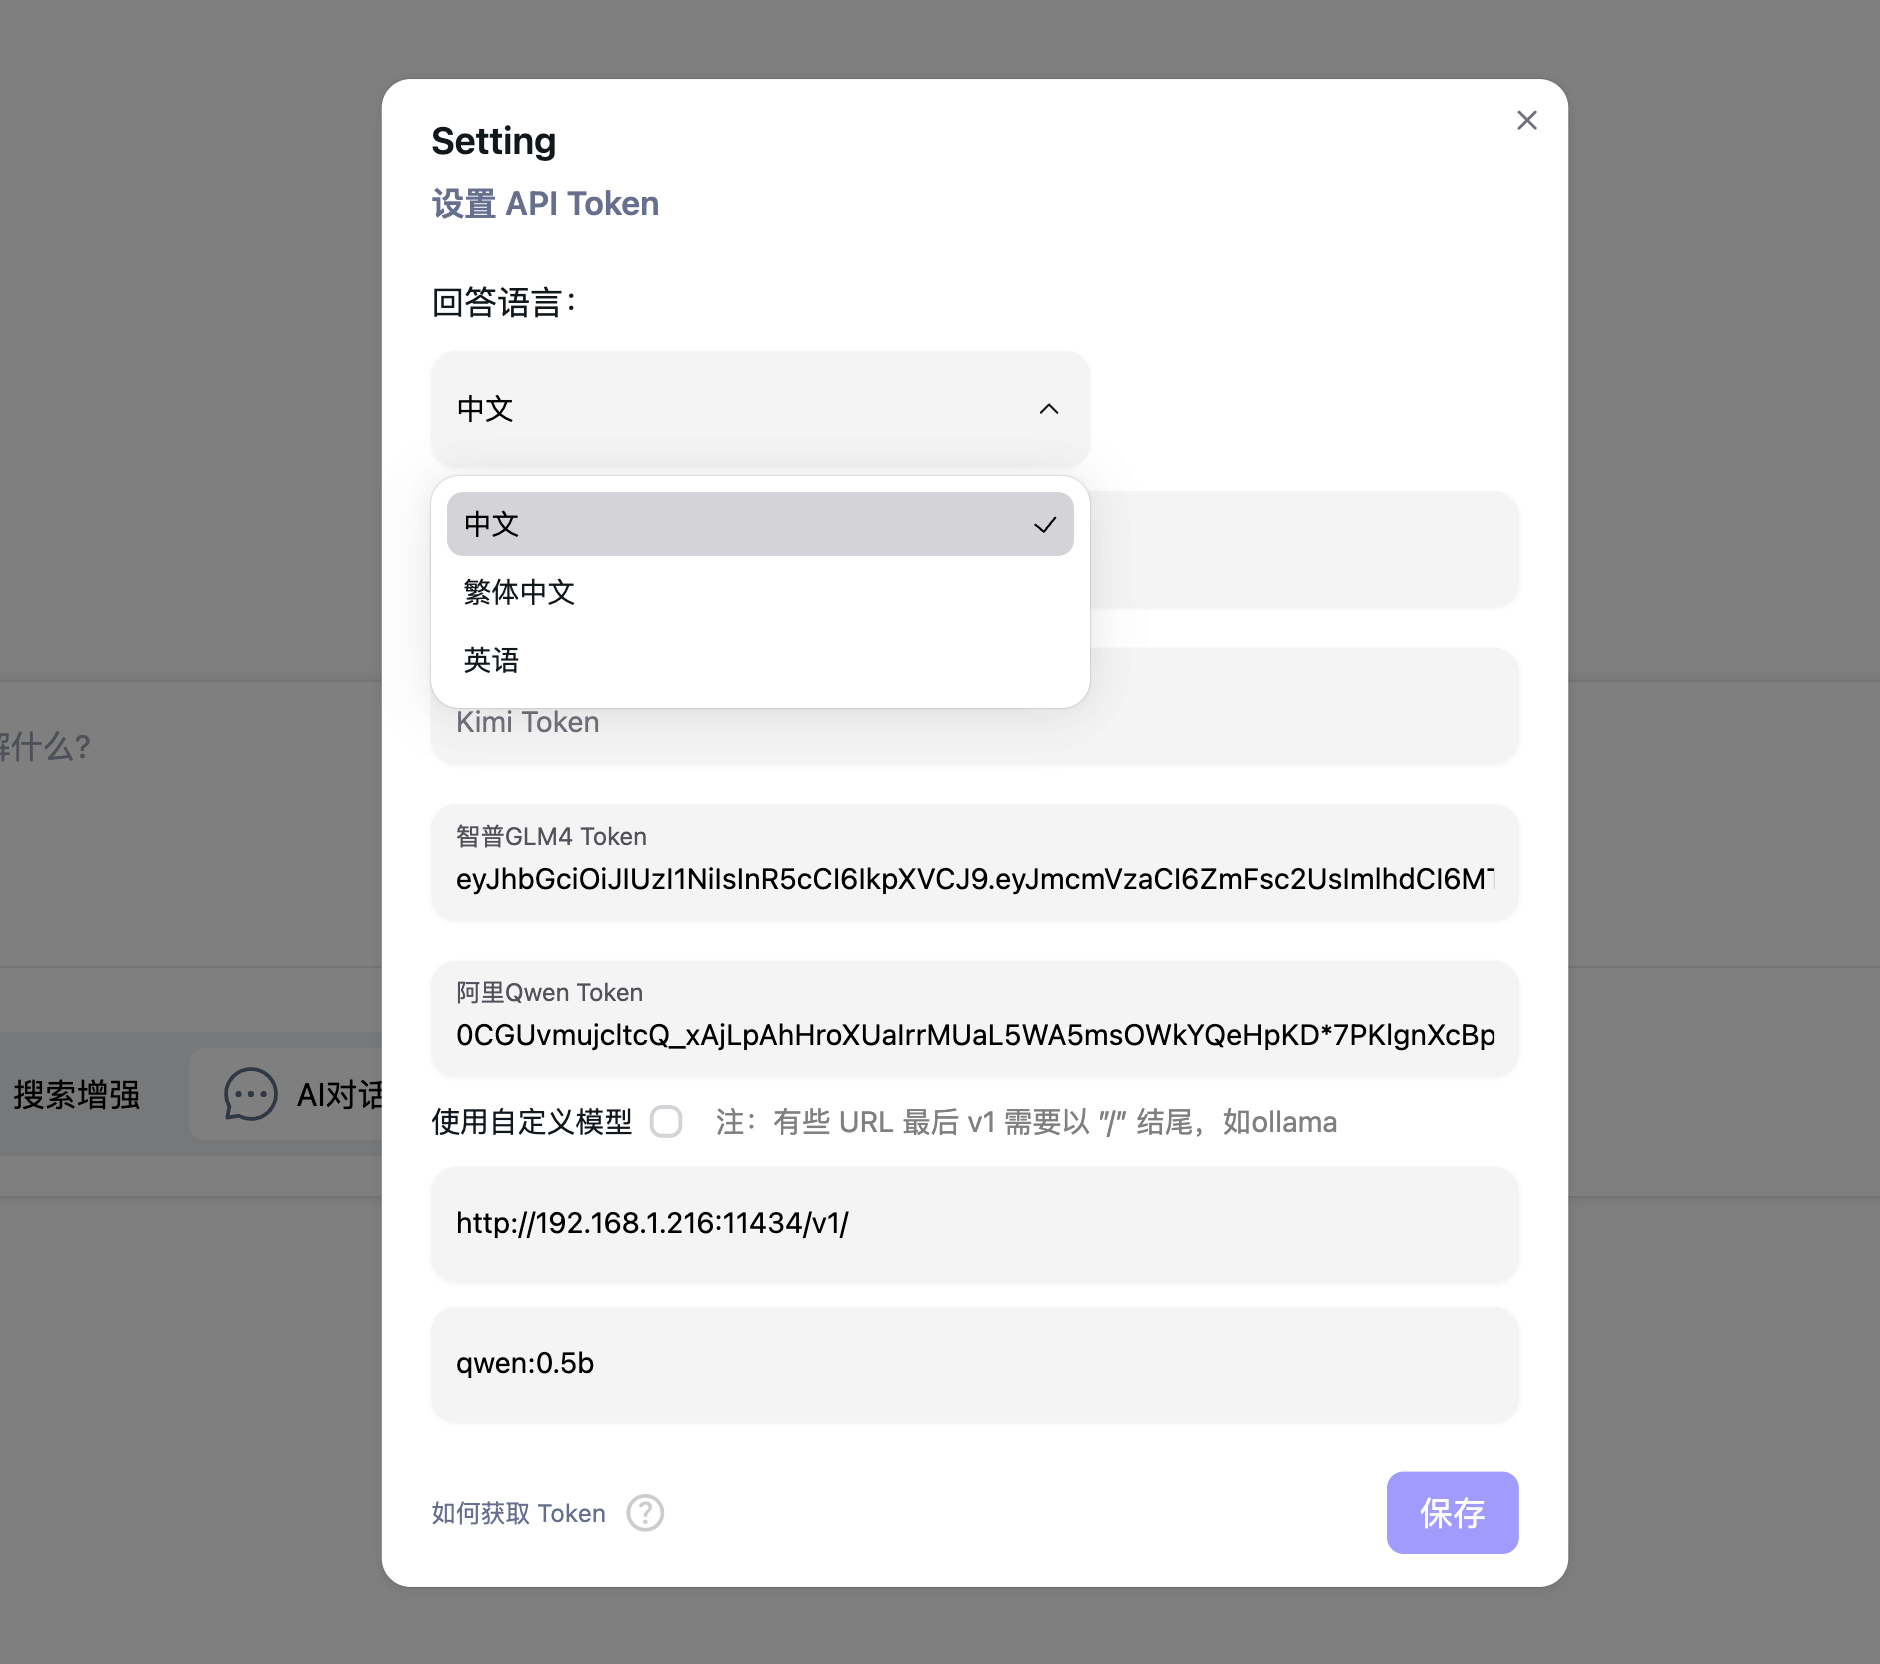 Setting
设置 API Token
回答语言：
中文
中文
繁体中文
英语
Kimi Token
解什么？
智普GLM4 Token
eyJhbGciOiJIUzI1NiIsInR5cCI6IkpXVCJ9.eyJmcmVzaCI6ZmFsc2UsImlhdCI6MT
阿里Qwen Token
0CGUvmujcltcQ_xAjLpAhHroXUaIrrMUaL5WA5msOWkYQeHpKD*7PKlgnXcBp
搜索增强
AI对话
使用自定义模型
注：有些 URL 最后 v1 需要以 "/" 结尾，如ollama
http://192.168.1.216:11434/v1/
qwen:0.5b
如何获取 Token
保存